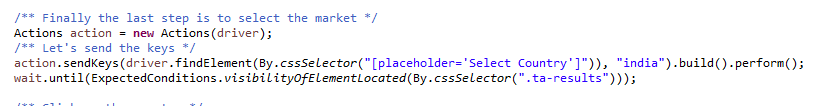 /** Finally the last step is to select the market */
Actions action = new Actions(driver);
/** Let's send the keys */
action.sendKeys(driver.findElement(By.cssSelector("[placeholder='Select Country']")), "india").build().perform();
wait.until(ExpectedConditions.visibilityOfElementLocated(By.cssSelector(".ta-results")));